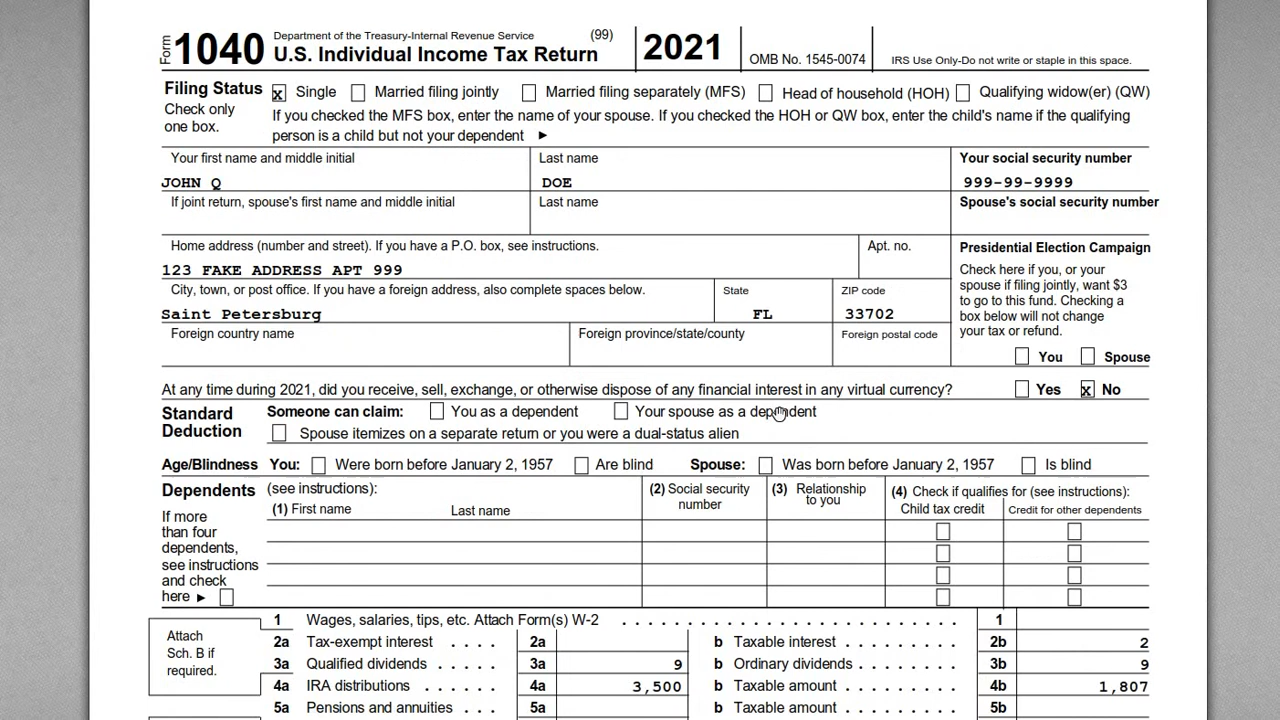 Form 1040 Department of the Treasury-Internal Revenue Service (99) 2021 OMB No. 1545-0074 IRS Use Only-Do not write or staple in this space.
U.S. Individual Income Tax Return
Filing Status x Single Married filing jointly Married filing separately (MFS) Head of household (HOH) Qualifying widow(er) (QW)
Check only
one box.
If you checked the MFS box, enter the name of your spouse. If you checked the HOH or QW box, enter the child's name if the qualifying
person is a child but not your dependent ►
Your first name and middle initial Last name Your social security number
JOHN Q DOE 999-99-9999
If joint return, spouse's first name and middle initial Last name Spouse's social security number
Home address (number and street). If you have a P.O. box, see instructions. Apt. no.
123 FAKE ADDRESS APT 999
City, town, or post office. If you have a foreign address, also complete spaces below. State ZIP code
Saint Petersburg FL 33702
Foreign country name Foreign province/state/county Foreign postal code
Presidential Election Campaign
Check here if you, or your
spouse if filing jointly, want $3
to go to this fund. Checking a
box below will not change
your tax or refund.
You Spouse
At any time during 2021, did you receive, sell, exchange, or otherwise dispose of any financial interest in any virtual currency? Yes x No
Standard
Deduction
Someone can claim: You as a dependent Your spouse as a dependent
Spouse itemizes on a separate return or you were a dual-status alien
Age/Blindness You: Were born before January 2, 1957 Are blind Spouse: Was born before January 2, 1957 Is blind
Dependents (see instructions): (2) Social security number (3) Relationship to you (4) Check if qualifies for (see instructions):
(1) First name Last name Child tax credit Credit for other dependents
If more
than four
dependents,
see instructions
and check
here ►
Attach
Sch. B if
required.
1 Wages, salaries, tips, etc. Attach Form(s) W-2 . . . . . . . . . . . . . . . . . . . . . . . . 1
2a Tax-exempt interest . . . . 2a b Taxable interest . . . . . . . . . 2b 2
3a Qualified dividends . . . . . 3a 9 b Ordinary dividends . . . . . . . . . 3b 9
4a IRA distributions . . . . . . 4a 3,500 b Taxable amount . . . . . . . . . 4b 1,807
5a Pensions and annuities . . . 5a b Taxable amount . . . . . . . . . 5b